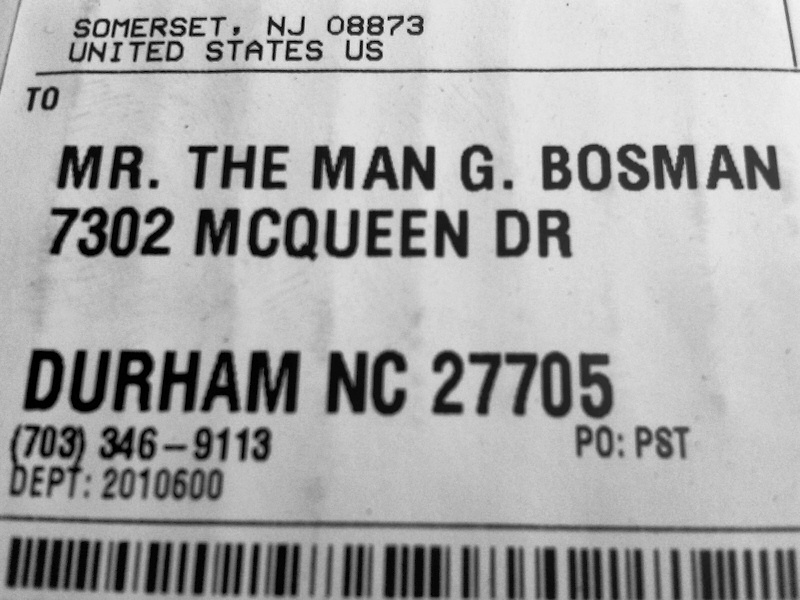 SOMERSET, NJ 08873
UNITED STATES US
TO
MR. THE MAN G. BOSMAN
7302 MCQUEEN DR
DURHAM NC 27705
(703) 346-9113 PO: PST
DEPT: 2010600